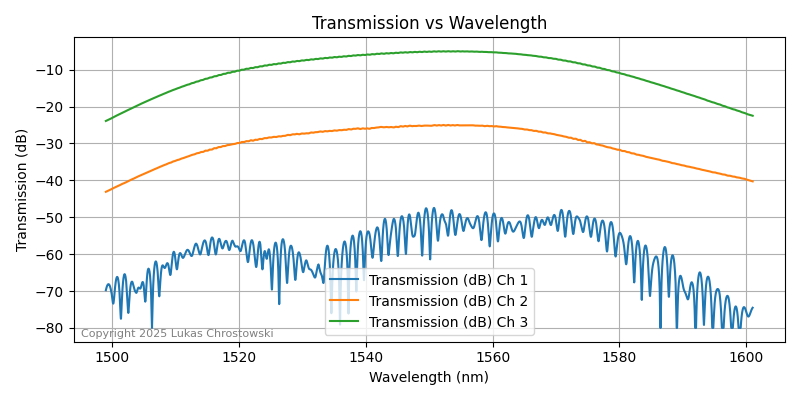 Transmission vs Wavelength
Transmission (dB)
−10
−20
−30
−40
−50
−60
−70
−80
Transmission (dB) Ch 1
Transmission (dB) Ch 2
Transmission (dB) Ch 3
Copyright 2025 Lukas Chrostowski
1500 1520 1540 1560 1580 1600
Wavelength (nm)